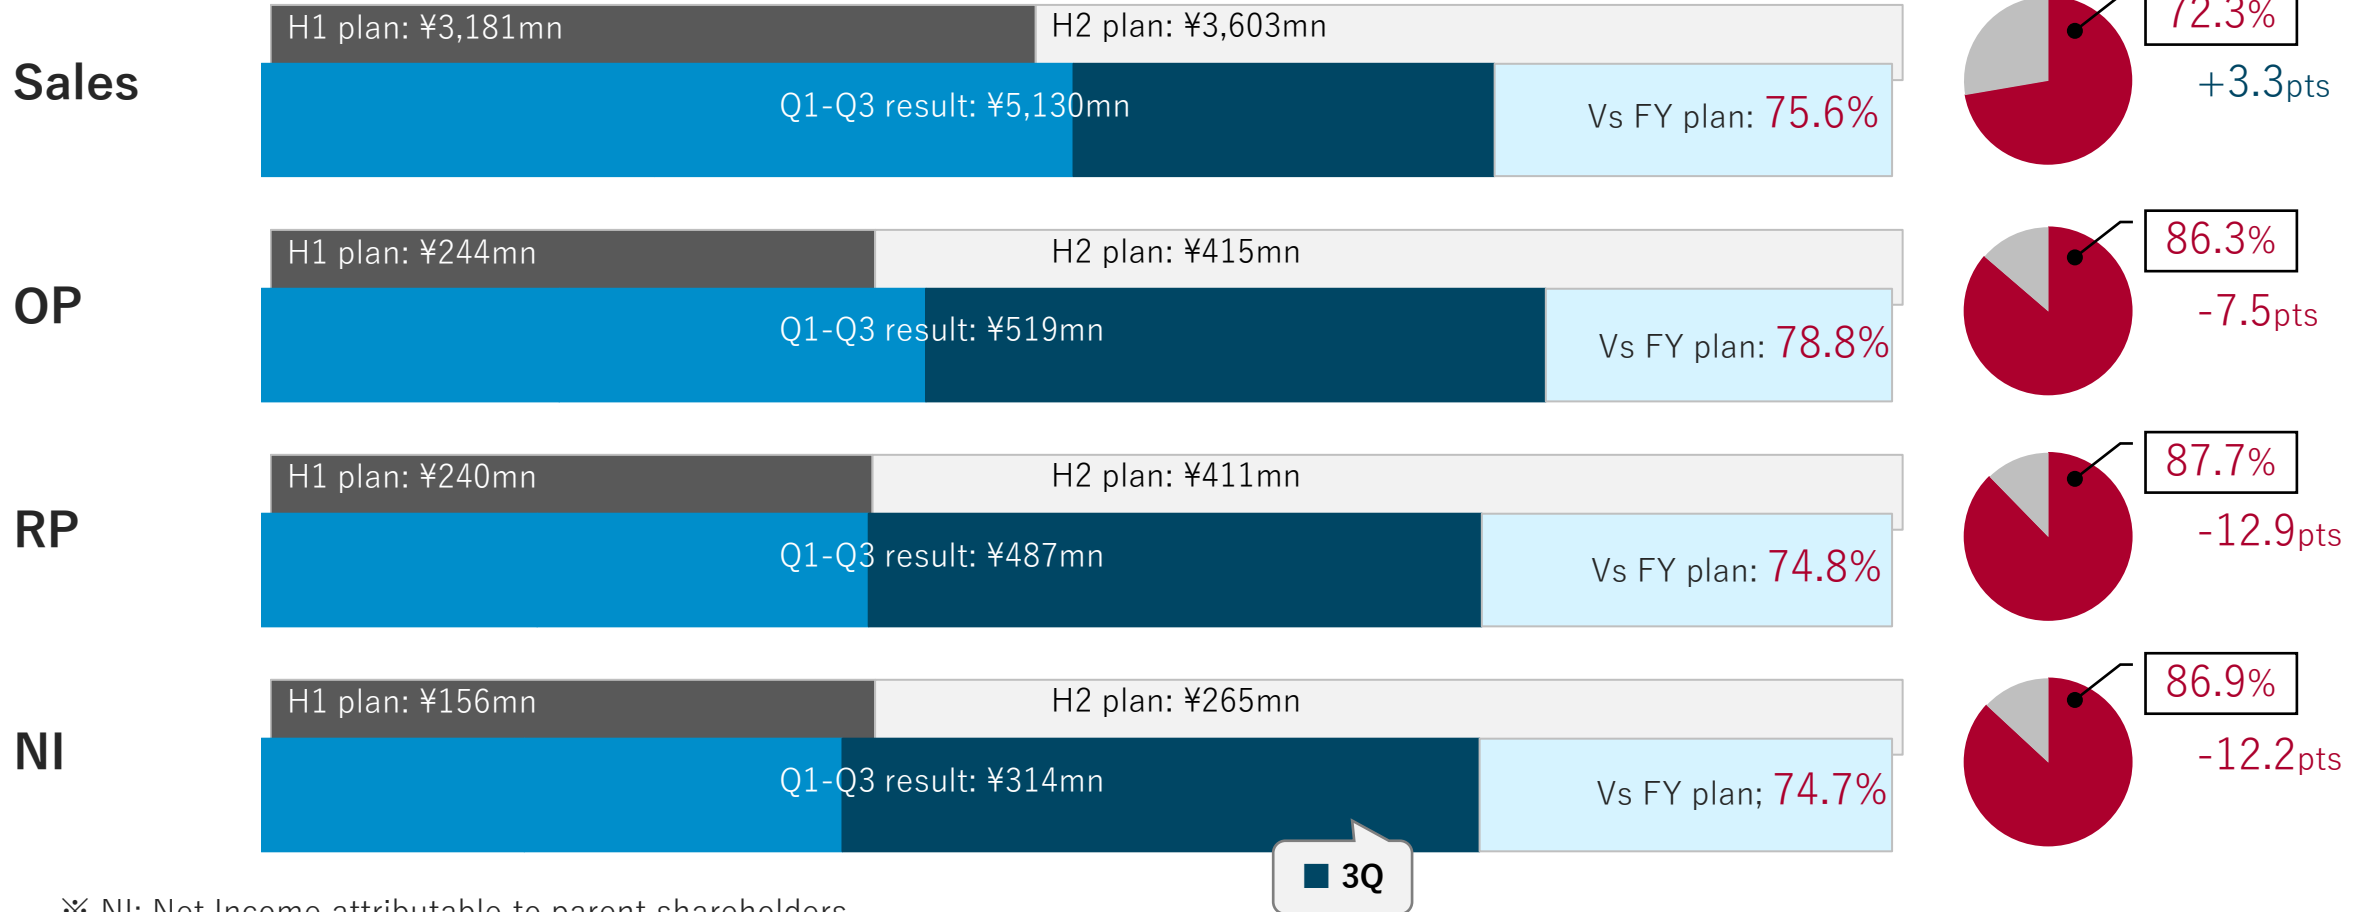 H1 plan: ¥3,181mn
H2 plan: ¥3,603mn
72.3%
Sales
Q1-Q3 result: ¥5,130mn
Vs FY plan: 75.6%
+3.3pts
H1 plan: ¥244mn
H2 plan: ¥415mn
86.3%
OP
Q1-Q3 result: ¥519mn
Vs FY plan: 78.8%
-7.5pts
H1 plan: ¥240mn
H2 plan: ¥411mn
87.7%
RP
Q1-Q3 result: ¥487mn
Vs FY plan: 74.8%
-12.9pts
H1 plan: ¥156mn
H2 plan: ¥265mn
86.9%
NI
Q1-Q3 result: ¥314mn
Vs FY plan; 74.7%
-12.2pts
3Q
※ NI: Net Income attributable to parent shareholders